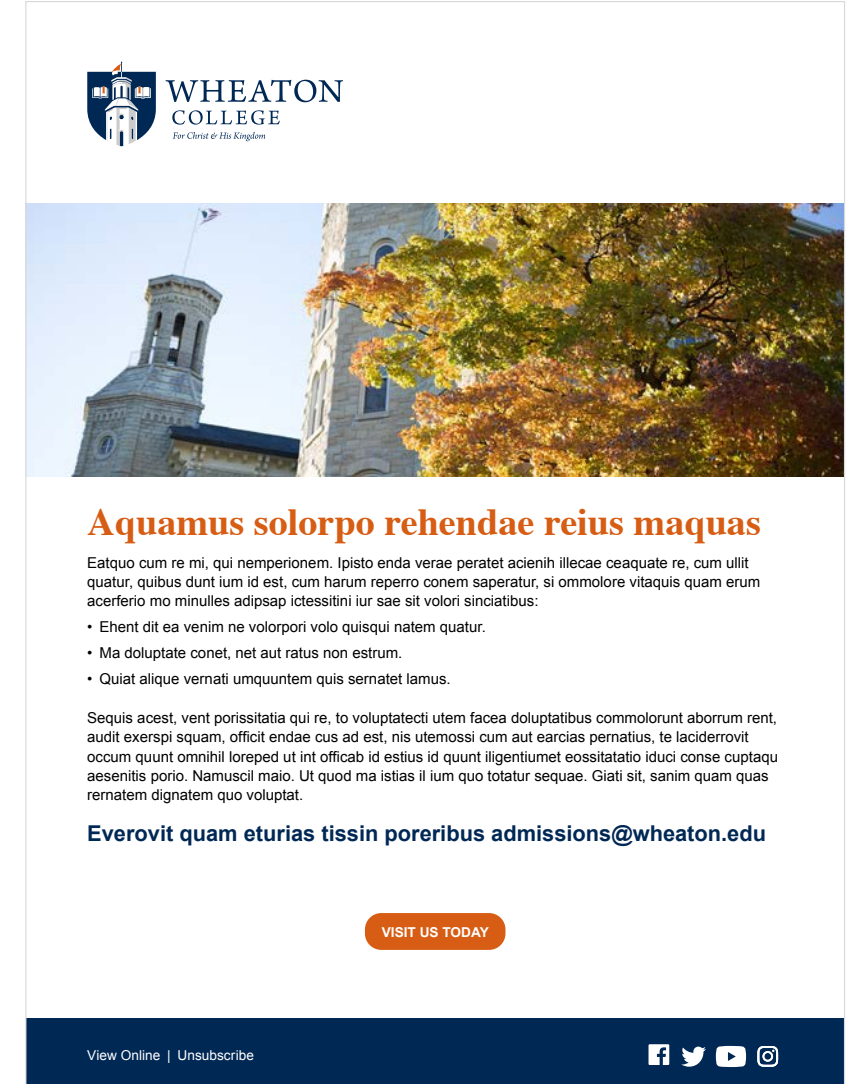 WHEATON
COLLEGE
For Christ & His Kingdom
Aquamus solorpo rehendae reius maquas
Eatquo cum re mi, qui nemperionem. Ipisto enda verae peratet acienih illecae ceaquate re, cum ullit
quatur, quibus dunt ium id est, cum harum reperro conem saperatur, si ommolore vitaquis quam erum
acerferio mo minulles adipsap ictessitini iur sae sit volori sinciatibus:
• Ehent dit ea venim ne volorpori volo quisqui natem quatur.
• Ma doluptate conet, net aut ratus non estrum.
• Quiat alique vernati umquuntem quis sernatet lamus.
Sequis acest, vent porissitatia qui re, to voluptatecti utem facea doluptatibus commolorunt aborrum rent,
audit exerspi squam, officit endae cus ad est, nis utemossi cum aut earcias pernatius, te laciderrovit
occum quunt omnihil loreped ut int officab id estius id quunt iligentiumet eossitatatio iduci conse cuptaqu
aesenitis porio. Namuscil maio. Ut quod ma istias il ium quo totatur sequae. Giati sit, sanim quam quas
rernatem dignatem quo voluptat.
Everovit quam eturias tissin poreribus admissions@wheaton.edu
VISIT US TODAY
View Online | Unsubscribe